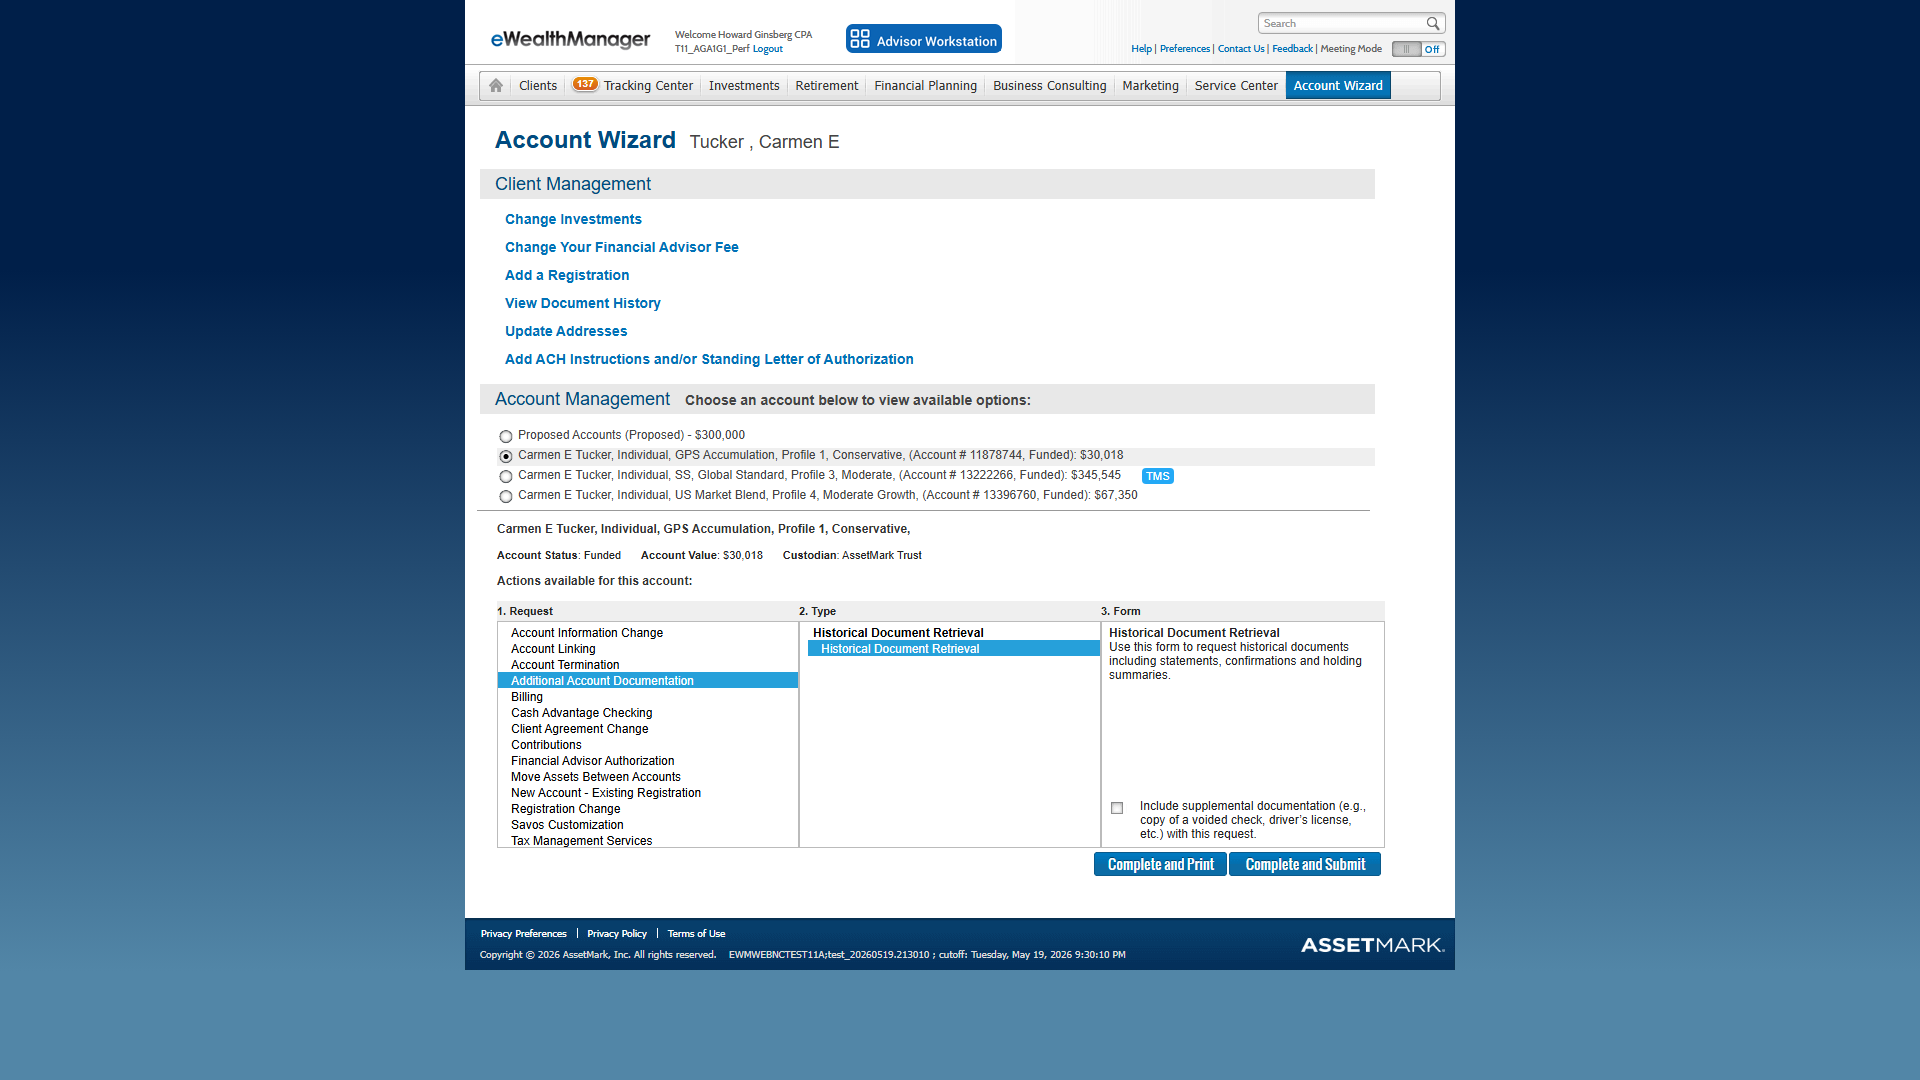 eWealthManager
Welcome Howard Ginsberg CPA
T11_AGA1G1_Perf Logout
Advisor Workstation
Search
Help | Preferences | Contact Us | Feedback | Meeting Mode Off
Clients 137 Tracking Center Investments Retirement Financial Planning Business Consulting Marketing Service Center Account Wizard
Account Wizard Tucker , Carmen E
Client Management
Change Investments
Change Your Financial Advisor Fee
Add a Registration
View Document History
Update Addresses
Add ACH Instructions and/or Standing Letter of Authorization
Account Management Choose an account below to view available options:
Proposed Accounts (Proposed) - $300,000
Carmen E Tucker, Individual, GPS Accumulation, Profile 1, Conservative, (Account # 11878744, Funded): $30,018
Carmen E Tucker, Individual, SS, Global Standard, Profile 3, Moderate, (Account # 13222266, Funded): $345,545 TMS
Carmen E Tucker, Individual, US Market Blend, Profile 4, Moderate Growth, (Account # 13396760, Funded): $67,350
Carmen E Tucker, Individual, GPS Accumulation, Profile 1, Conservative,
Account Status: Funded Account Value: $30,018 Custodian: AssetMark Trust
Actions available for this account:
1. Request
Account Information Change
Account Linking
Account Termination
Additional Account Documentation
Billing
Cash Advantage Checking
Client Agreement Change
Contributions
Financial Advisor Authorization
Move Assets Between Accounts
New Account - Existing Registration
Registration Change
Savos Customization
Tax Management Services
2. Type
Historical Document Retrieval
Historical Document Retrieval
3. Form
Historical Document Retrieval
Use this form to request historical documents
including statements, confirmations and holding
summaries.
Include supplemental documentation (e.g.,
copy of a voided check, driver's license,
etc.) with this request.
Complete and Print Complete and Submit
Privacy Preferences | Privacy Policy | Terms of Use
Copyright © 2026 AssetMark, Inc. All rights reserved. EWMWEBNCTEST11A;test_20260519.213010 ; cutoff: Tuesday, May 19, 2026 9:30:10 PM
ASSETMARK.